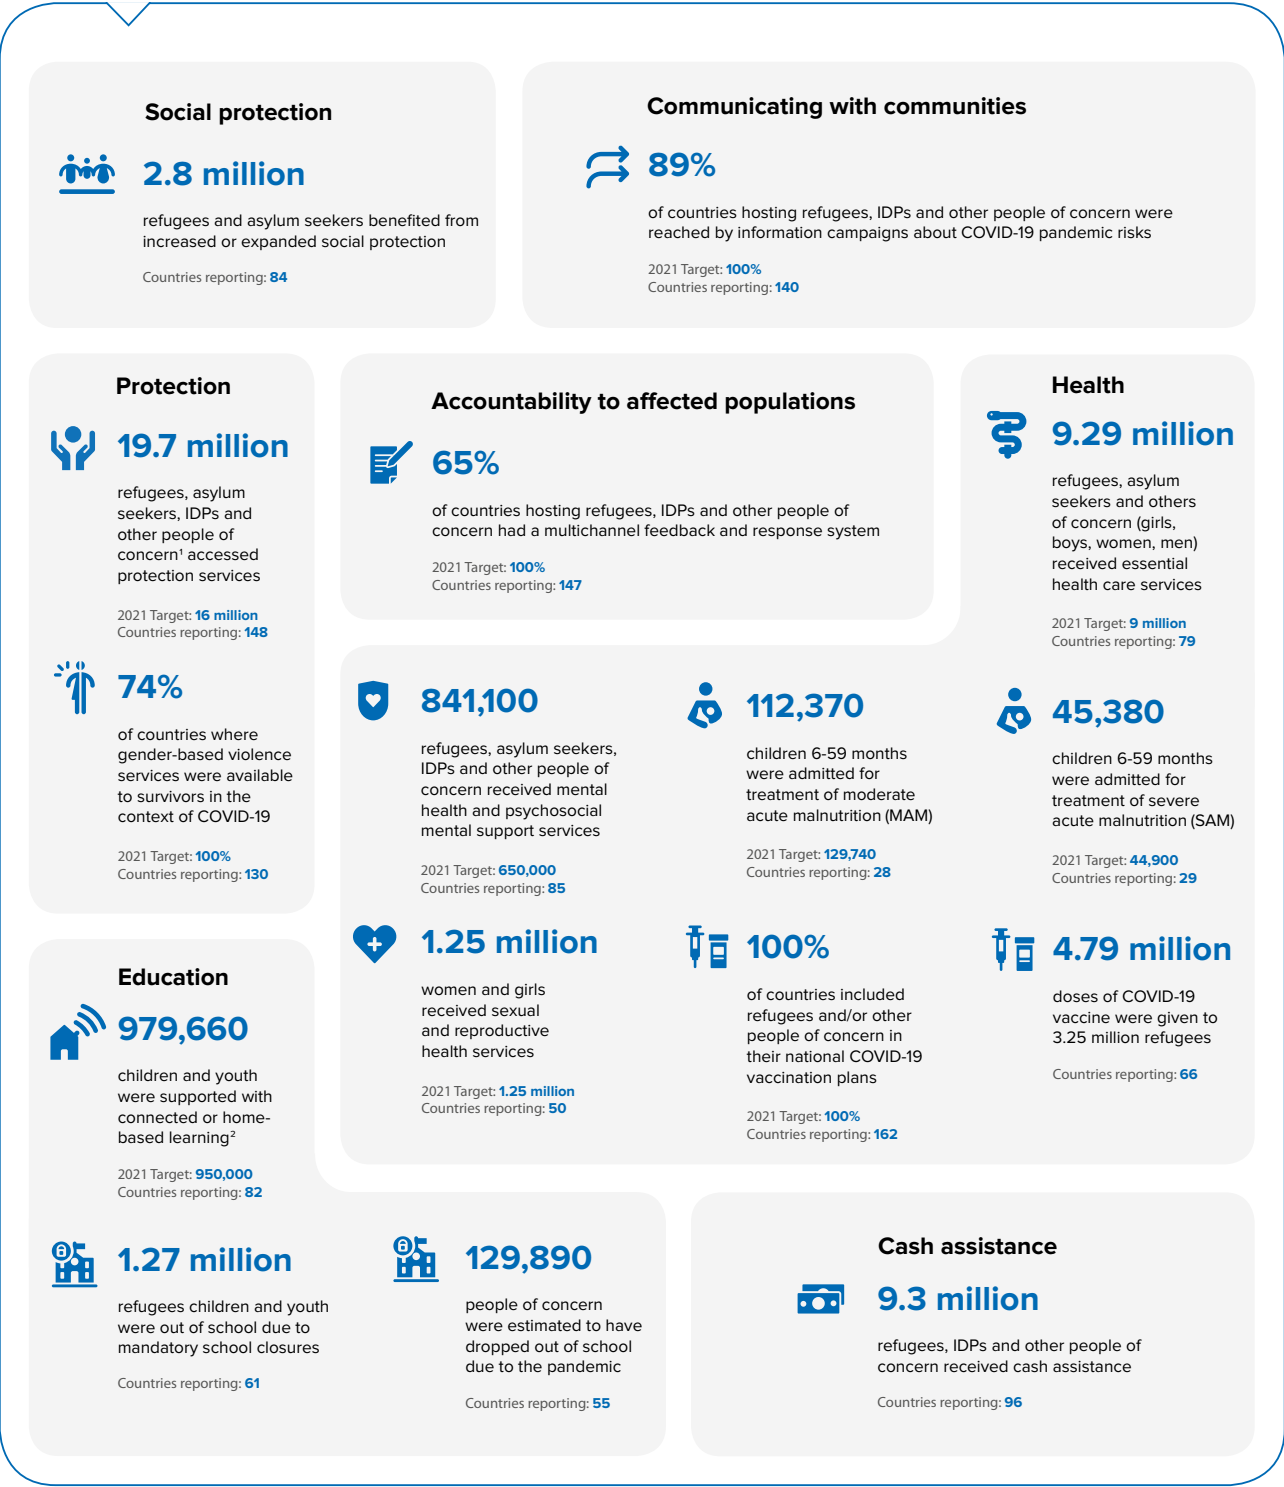 Social protection
2.8 million
refugees and asylum seekers benefited from
increased or expanded social protection
Countries reporting: 84
Communicating with communities
89%
of countries hosting refugees, IDPs and other people of concern were
reached by information campaigns about COVID-19 pandemic risks
2021 Target: 100%
Countries reporting: 140
Protection
19.7 million
refugees, asylum
seekers, IDPs and
other people of
concern¹ accessed
protection services
2021 Target: 16 million
Countries reporting: 148
74%
of countries where
gender-based violence
services were available
to survivors in the
context of COVID-19
2021 Target: 100%
Countries reporting: 130
Accountability to affected populations
65%
of countries hosting refugees, IDPs and other people of
concern had a multichannel feedback and response system
2021 Target: 100%
Countries reporting: 147
Health
9.29 million
refugees, asylum
seekers and others
of concern (girls,
boys, women, men)
received essential
health care services
2021 Target: 9 million
Countries reporting: 79
841,100
refugees, asylum seekers,
IDPs and other people of
concern received mental
health and psychosocial
mental support services
2021 Target: 650,000
Countries reporting: 85
112,370
children 6-59 months
were admitted for
treatment of moderate
acute malnutrition (MAM)
2021 Target: 129,740
Countries reporting: 28
45,380
children 6-59 months
were admitted for
treatment of severe
acute malnutrition (SAM)
2021 Target: 44,900
Countries reporting: 29
1.25 million
women and girls
received sexual
and reproductive
health services
2021 Target: 1.25 million
Countries reporting: 50
100%
of countries included
refugees and/or other
people of concern in
their national COVID-19
vaccination plans
2021 Target: 100%
Countries reporting: 162
4.79 million
doses of COVID-19
vaccine were given to
3.25 million refugees
Countries reporting: 66
Education
979,660
children and youth
were supported with
connected or home-
based learning²
2021 Target: 950,000
Countries reporting: 82
1.27 million
refugees children and youth
were out of school due to
mandatory school closures
Countries reporting: 61
129,890
people of concern
were estimated to have
dropped out of school
due to the pandemic
Countries reporting: 55
Cash assistance
9.3 million
refugees, IDPs and other people of
concern received cash assistance
Countries reporting: 96